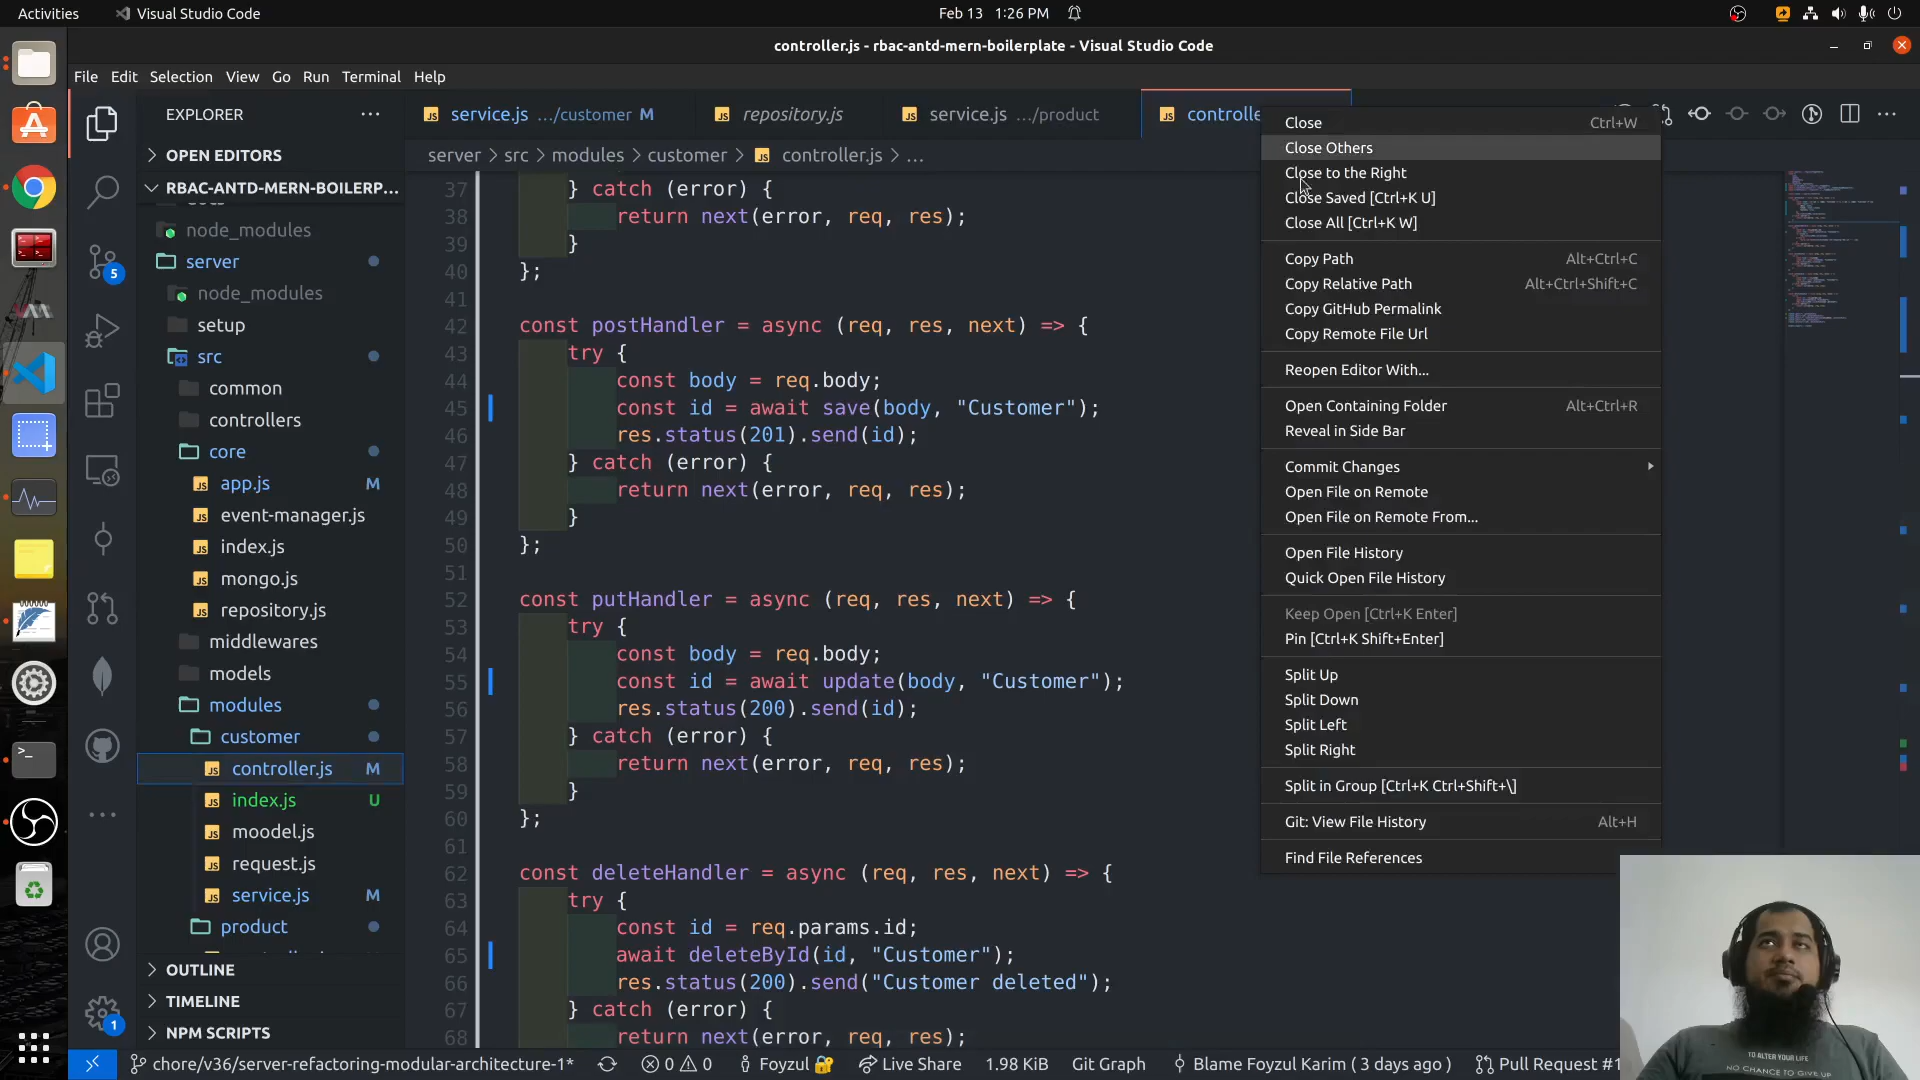 Activities Visual Studio Code Feb 13 1:26 PM
controller.js - rbac-antd-mern-boilerplate - Visual Studio Code
File Edit Selection View Go Run Terminal Help
EXPLORER
service.js .../customer M
repository.js
service.js .../product
controlle
OPEN EDITORS
RBAC-ANTD-MERN-BOILERP...
node_modules
server
node_modules
setup
src
common
controllers
core
app.js M
event-manager.js
index.js
mongo.js
repository.js
middlewares
models
modules
customer
controller.js M
index.js U
moodel.js
request.js
service.js M
product
OUTLINE
TIMELINE
NPM SCRIPTS
5
1
server > src > modules > customer > controller.js > ...
37 } catch (error) {
38 return next(error, req, res);
39 }
40 };
41
42 const postHandler = async (req, res, next) => {
43 try {
44 const body = req.body;
45 const id = await save(body, "Customer");
46 res.status(201).send(id);
47 } catch (error) {
48 return next(error, req, res);
49 }
50 };
51
52 const putHandler = async (req, res, next) => {
53 try {
54 const body = req.body;
55 const id = await update(body, "Customer");
56 res.status(200).send(id);
57 } catch (error) {
58 return next(error, req, res);
59 }
60 };
61
62 const deleteHandler = async (req, res, next) => {
63 try {
64 const id = req.params.id;
65 await deleteById(id, "Customer");
66 res.status(200).send("Customer deleted");
67 } catch (error) {
68 return next(error, req, res);
Close Ctrl+W
Close Others
Close to the Right
Close Saved [Ctrl+K U]
Close All [Ctrl+K W]
Copy Path Alt+Ctrl+C
Copy Relative Path Alt+Ctrl+Shift+C
Copy GitHub Permalink
Copy Remote File Url
Reopen Editor With...
Open Containing Folder Alt+Ctrl+R
Reveal in Side Bar
Commit Changes
Open File on Remote
Open File on Remote From...
Open File History
Quick Open File History
Keep Open [Ctrl+K Enter]
Pin [Ctrl+K Shift+Enter]
Split Up
Split Down
Split Left
Split Right
Split in Group [Ctrl+K Ctrl+Shift+\]
Git: View File History Alt+H
Find File References
TO ALTER YOUR LIFE
NO CHANCE TO GIVE UP
chore/v36/server-refactoring-modular-architecture-1* 0 0 Foyzul Live Share 1.98 KiB Git Graph Blame Foyzul Karim ( 3 days ago ) Pull Request #1